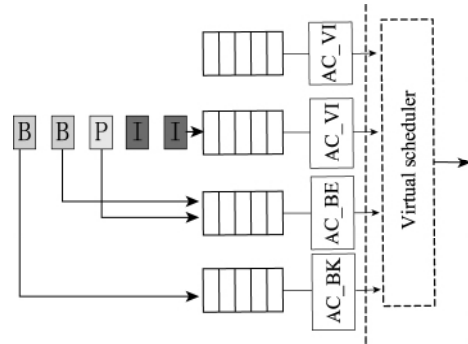 AC_VI
B B P I I
AC_VI
AC_BE
AC_BK
Virtual scheduler